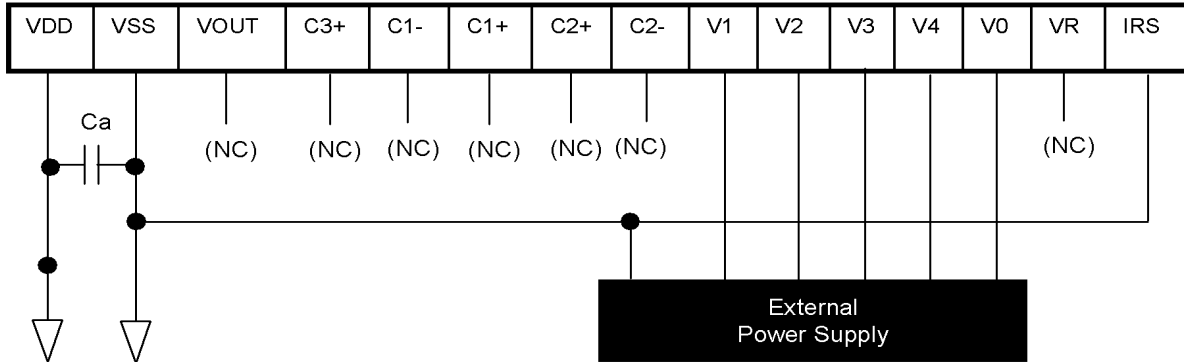 VDD VSS VOUT C3+ C1- C1+ C2+ C2- V1 V2 V3 V4 V0 VR IRS
Ca
(NC) (NC) (NC) (NC) (NC) (NC) (NC)
External
Power Supply